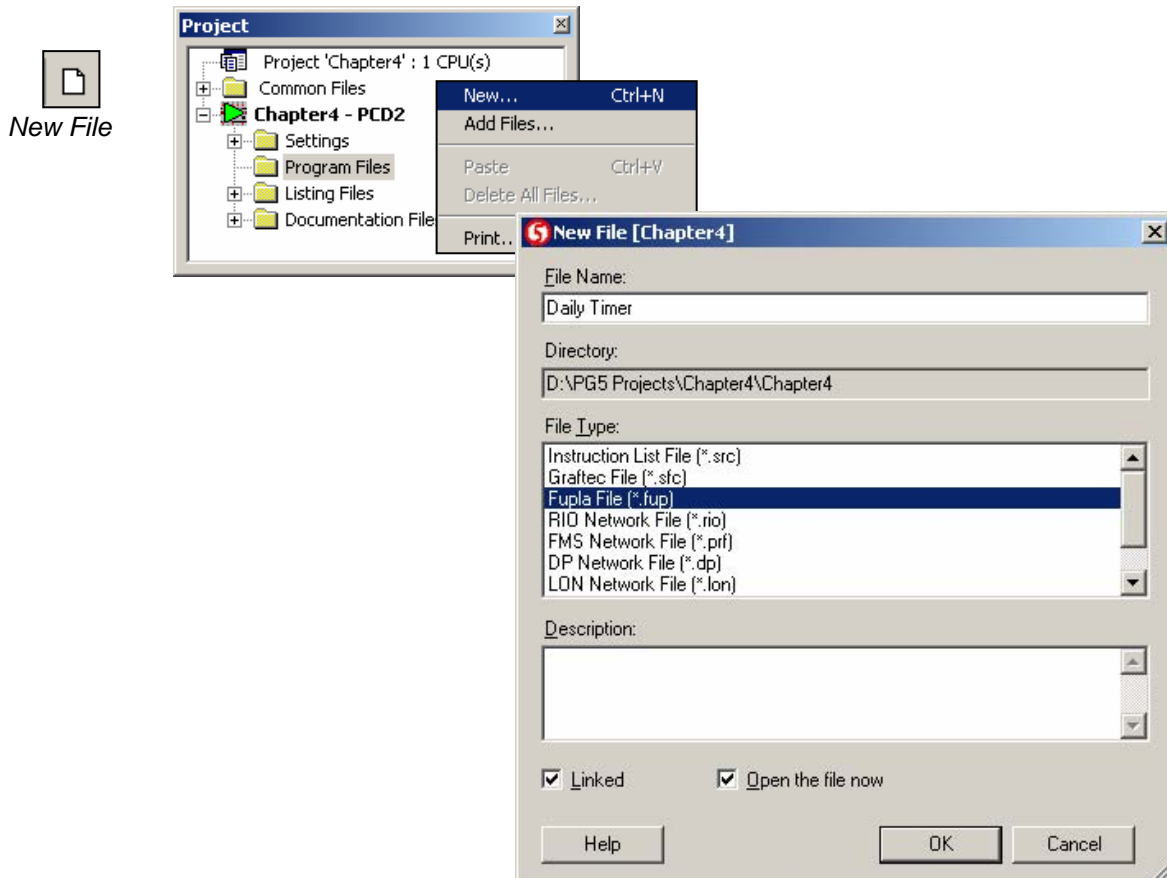 Project
Project 'Chapter4' : 1 CPU(s)
Common Files
Chapter4 - PCD2
Settings
Program Files
Listing Files
Documentation File
New File
New... Ctrl+N
Add Files...
Paste Ctrl+V
Delete All Files...
Print..
New File [Chapter4]
File Name:
Daily Timer
Directory:
D:\PG5 Projects\Chapter4\Chapter4
File Type:
Instruction List File (*.src)
Graftec File (*.sfc)
Fupla File (*.fup)
RIO Network File (*.rio)
FMS Network File (*.prf)
DP Network File (*.dp)
LON Network File (*.lon)
Description:
Linked
Open the file now
Help
OK
Cancel